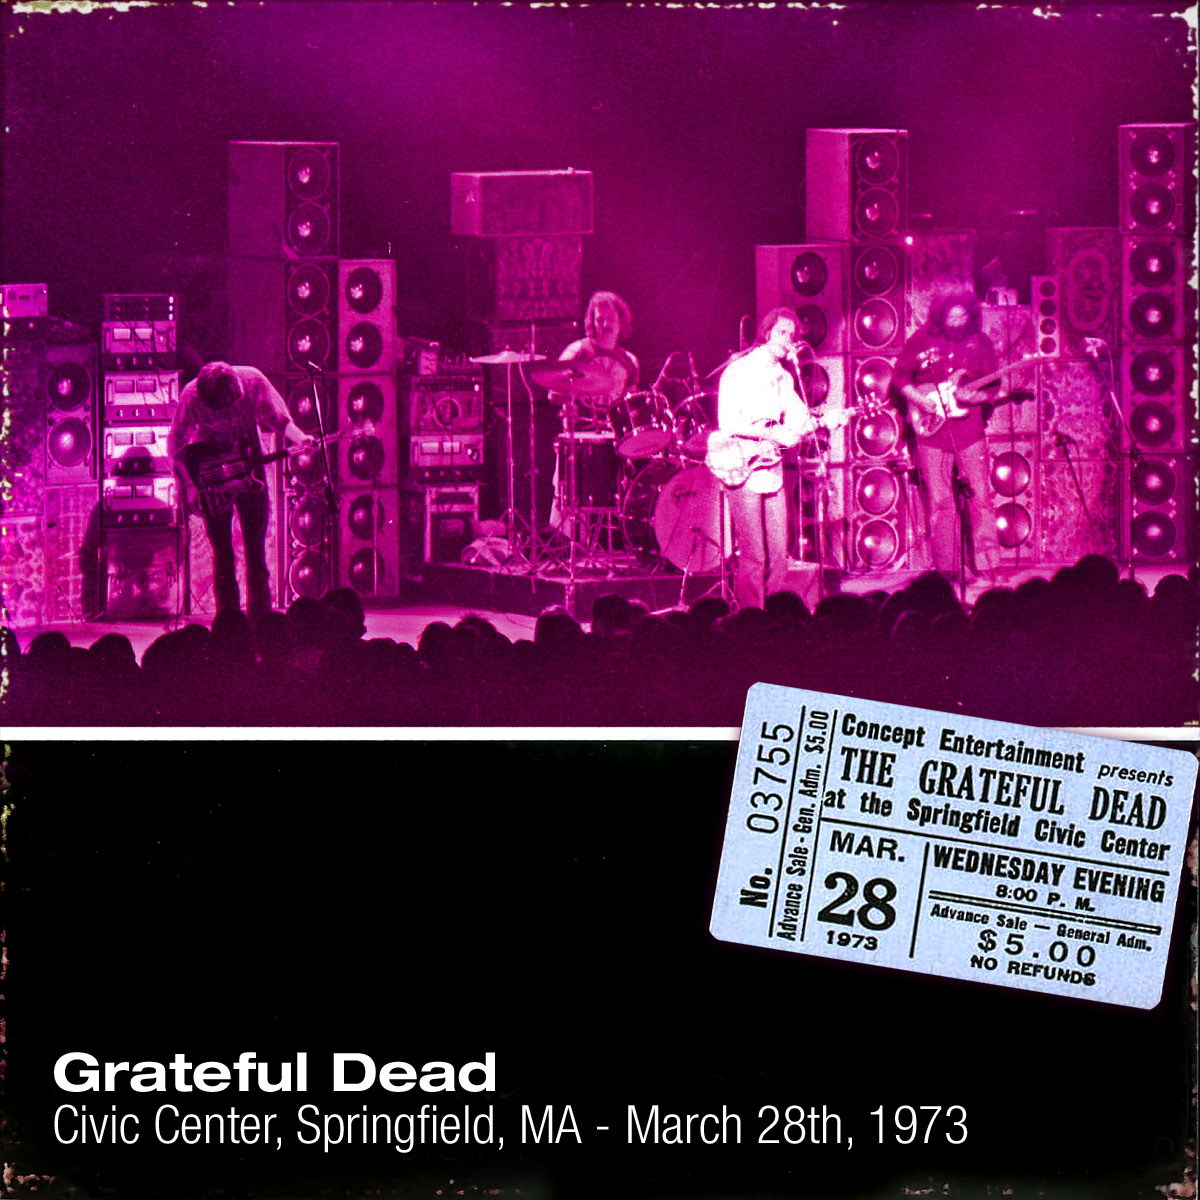 No. 03755
Advance Sale - Gen. Adm. $5.00
Concept Entertainment presents
THE GRATEFUL DEAD
at the Springfield Civic Center
MAR.
28
1973
WEDNESDAY EVENING
8:00 P. M.
Advance Sale — General Adm.
$5.00
NO REFUNDS
Grateful Dead
Civic Center, Springfield, MA - March 28th, 1973